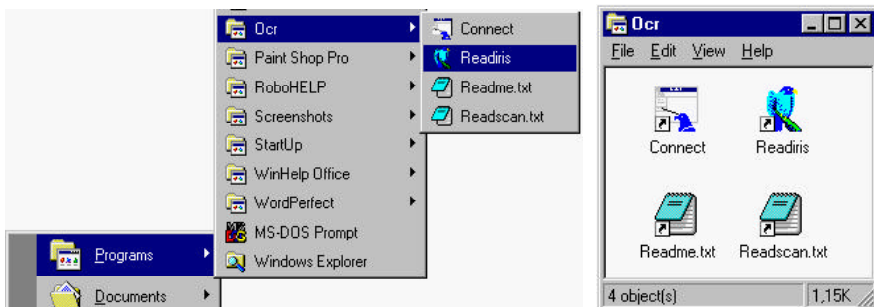 Ocr
Paint Shop Pro
RoboHELP
Screenshots
StartUp
WinHelp Office
WordPerfect
MS-DOS Prompt
Windows Explorer
Programs
Documents
Connect
Readiris
Readme.txt
Readscan.txt
Ocr
File Edit View Help
Connect Readiris
Readme.txt Readscan.txt
4 object(s) 1,15K